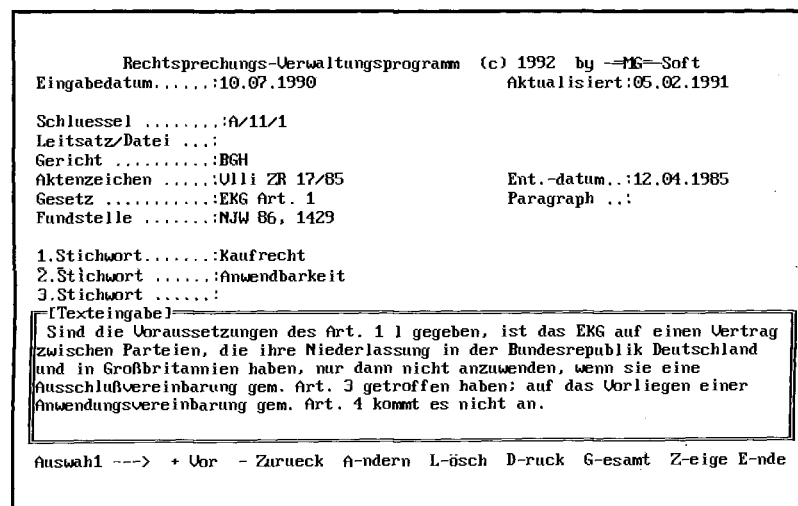 Rechtsprechungs-Verwaltungsprogramm (c) 1992 by -=MG=-Soft
Eingabedatum......:10.07.1990 Aktualisiert:05.02.1991
Schluessel ........:A/11/1
Leitsatz/Datei ...:
Gericht ..........:BGH
Aktenzeichen .....:Vlli ZR 17/85 Ent.-datum..:12.04.1985
Gesetz ...........:EKG Art. 1 Paragraph ..:
Fundstelle .......:NJW 86, 1429
1.Stichwort.......:Kaufrecht
2.Stichwort ......:Anwendbarkeit
3.Stichwort ......:
[Texteingabe]
Sind die Voraussetzungen des Art. 1 l gegeben, ist das EKG auf einen Vertrag
zwischen Parteien, die ihre Niederlassung in der Bundesrepublik Deutschland
und in Großbritannien haben, nur dann nicht anzuwenden, wenn sie eine
Ausschlußvereinbarung gem. Art. 3 getroffen haben; auf das Vorliegen einer
Anwendungsvereinbarung gem. Art. 4 kommt es nicht an.
Auswahl ---> + Vor - Zurueck A-ndern L-ösch D-ruck G-esamt Z-eige E-nde